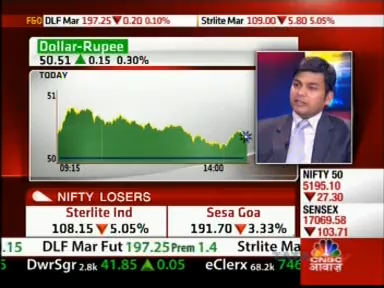 F&O DLF Mar 197.25 ▼ 0.20 0.10% Strlite Mar 109.00 ▼ 5.80 5.05%
Dollar-Rupee
50.51 ▲ 0.15 0.30%
TODAY
51
50
09:15 14:00
NIFTY LOSERS
Sterlite Ind Sesa Goa
108.15 ▼ 5.05% 191.70 ▼ 3.33%
NIFTY 50
5195.10
▼ 27.30
SENSEX
17069.58
▼ 103.71
.15 DLF Mar Fut 197.25 Prem 1.4 Strlite Ma
CNBC
आवाज़
5 DwrSgr 2.8k 41.85 ▲ 0.05 eClerx 68.2k 746